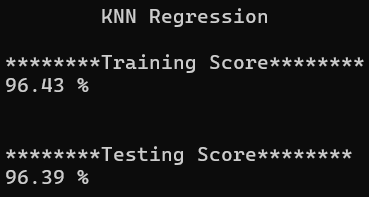 KNN Regression
********Training Score********
96.43 %
********Testing Score********
96.39 %